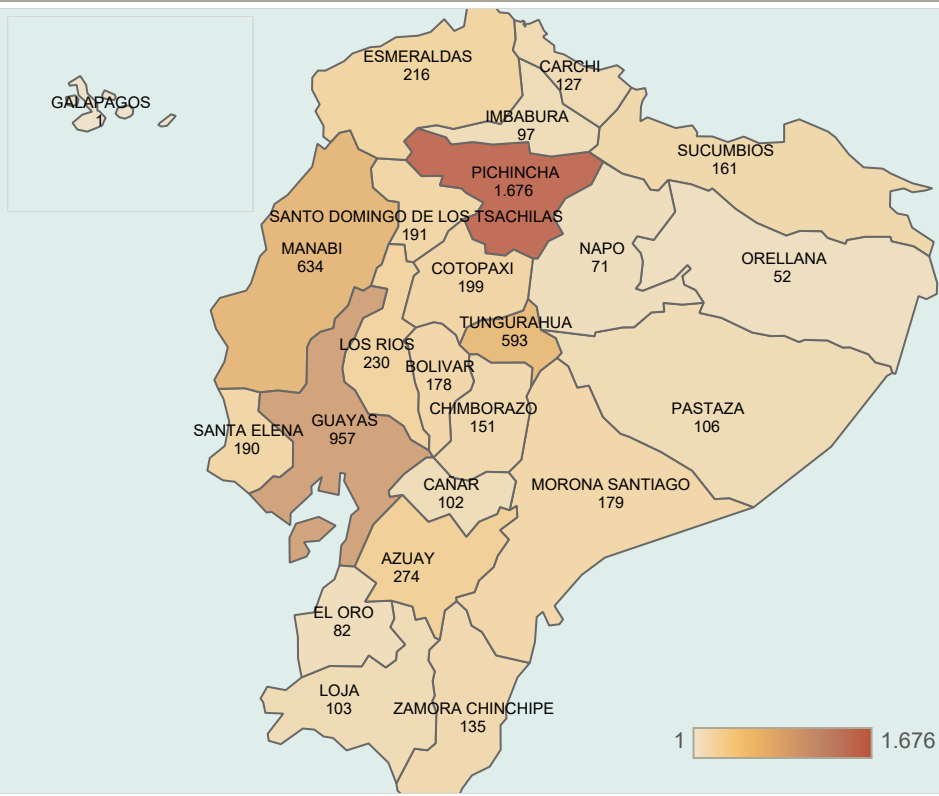 ESMERALDAS
216
CARCHI
127
GALAPAGOS
1
IMBABURA
97
SUCUMBIOS
161
PICHINCHA
1.676
SANTO DOMINGO DE LOS TSACHILAS
191
MANABI
634
NAPO
71
ORELLANA
52
COTOPAXI
199
TUNGURAHUA
593
LOS RIOS
230
BOLIVAR
178
CHIMBORAZO
151
PASTAZA
106
GUAYAS
957
SANTA ELENA
190
CAÑAR
102
MORONA SANTIAGO
179
AZUAY
274
EL ORO
82
LOJA
103
ZAMORA CHINCHIPE
135
1 1.676